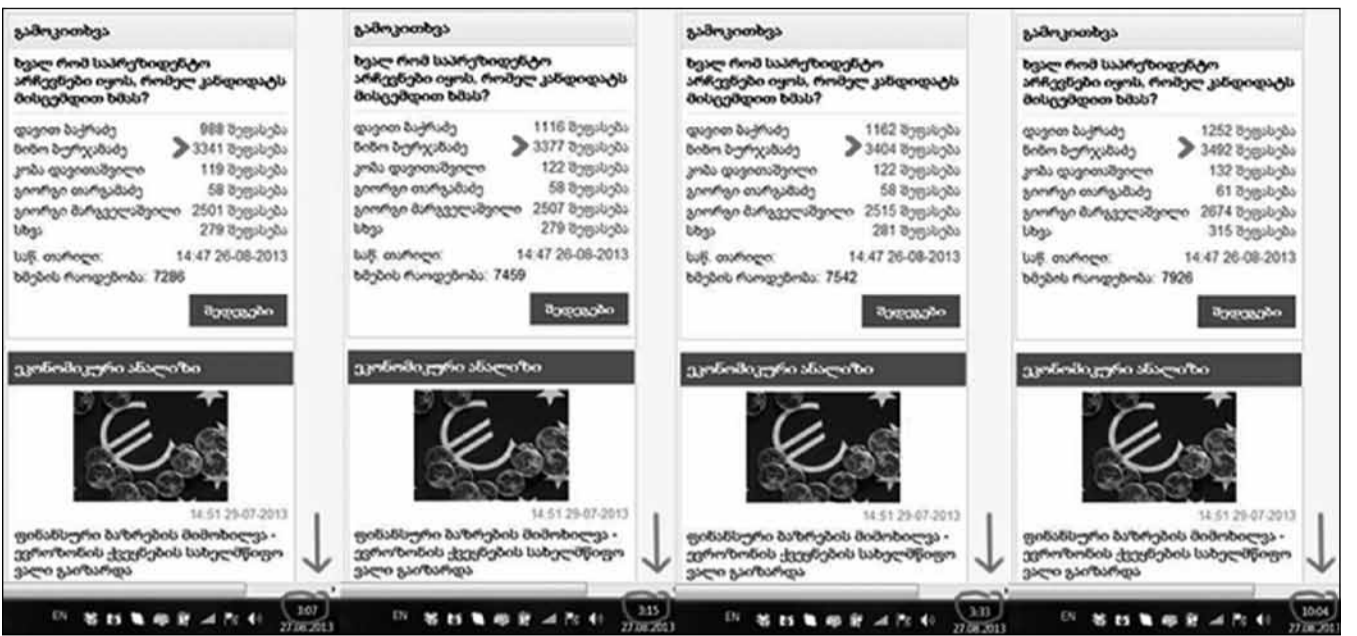 გამოკითხვა
ხვალ რომ საპრეზიდენტო
არჩევნები იყოს, რომელ კანდიდატს
მისცემდით ხმას?
დავით ბაქრაძე 988 შეფასება
ნინო ბურჯანაძე 3341 შეფასება
კობა დავითაშვილი 119 შეფასება
გიორგი თარგამაძე 58 შეფასება
გიორგი მარგველაშვილი 2501 შეფასება
სხვა 279 შეფასება
საწ. თარიღი: 14:47 26-08-2013
ხმების რაოდენობა: 7286
შედეგები
ეკონომიკური ანალიზი
14:51 29-07-2013
ფინანსური ბაზრების მიმოხილვა -
ევროზონის ქვეყნების სახელმწიფო
ვალი გაიზარდა
EN 3:07
27.08.2013
გამოკითხვა
ხვალ რომ საპრეზიდენტო
არჩევნები იყოს, რომელ კანდიდატს
მისცემდით ხმას?
დავით ბაქრაძე 1116 შეფასება
ნინო ბურჯანაძე 3377 შეფასება
კობა დავითაშვილი 122 შეფასება
გიორგი თარგამაძე 58 შეფასება
გიორგი მარგველაშვილი 2507 შეფასება
სხვა 279 შეფასება
საწ. თარიღი: 14:47 26-08-2013
ხმების რაოდენობა: 7459
შედეგები
ეკონომიკური ანალიზი
14:51 29-07-2013
ფინანსური ბაზრების მიმოხილვა -
ევროზონის ქვეყნების სახელმწიფო
ვალი გაიზარდა
EN 3:15
27.08.2013
გამოკითხვა
ხვალ რომ საპრეზიდენტო
არჩევნები იყოს, რომელ კანდიდატს
მისცემდით ხმას?
დავით ბაქრაძე 1162 შეფასება
ნინო ბურჯანაძე 3404 შეფასება
კობა დავითაშვილი 122 შეფასება
გიორგი თარგამაძე 58 შეფასება
გიორგი მარგველაშვილი 2515 შეფასება
სხვა 281 შეფასება
საწ. თარიღი: 14:47 26-08-2013
ხმების რაოდენობა: 7542
შედეგები
ეკონომიკური ანალიზი
14:51 29-07-2013
ფინანსური ბაზრების მიმოხილვა -
ევროზონის ქვეყნების სახელმწიფო
ვალი გაიზარდა
EN 3:33
27.08.2013
გამოკითხვა
ხვალ რომ საპრეზიდენტო
არჩევნები იყოს, რომელ კანდიდატს
მისცემდით ხმას?
დავით ბაქრაძე 1252 შეფასება
ნინო ბურჯანაძე 3492 შეფასება
კობა დავითაშვილი 132 შეფასება
გიორგი თარგამაძე 61 შეფასება
გიორგი მარგველაშვილი 2674 შეფასება
სხვა 315 შეფასება
საწ. თარიღი: 14:47 26-08-2013
ხმების რაოდენობა: 7926
შედეგები
ეკონომიკური ანალიზი
14:51 29-07-2013
ფინანსური ბაზრების მიმოხილვა -
ევროზონის ქვეყნების სახელმწიფო
ვალი გაიზარდა
EN 10:04
27.08.2013